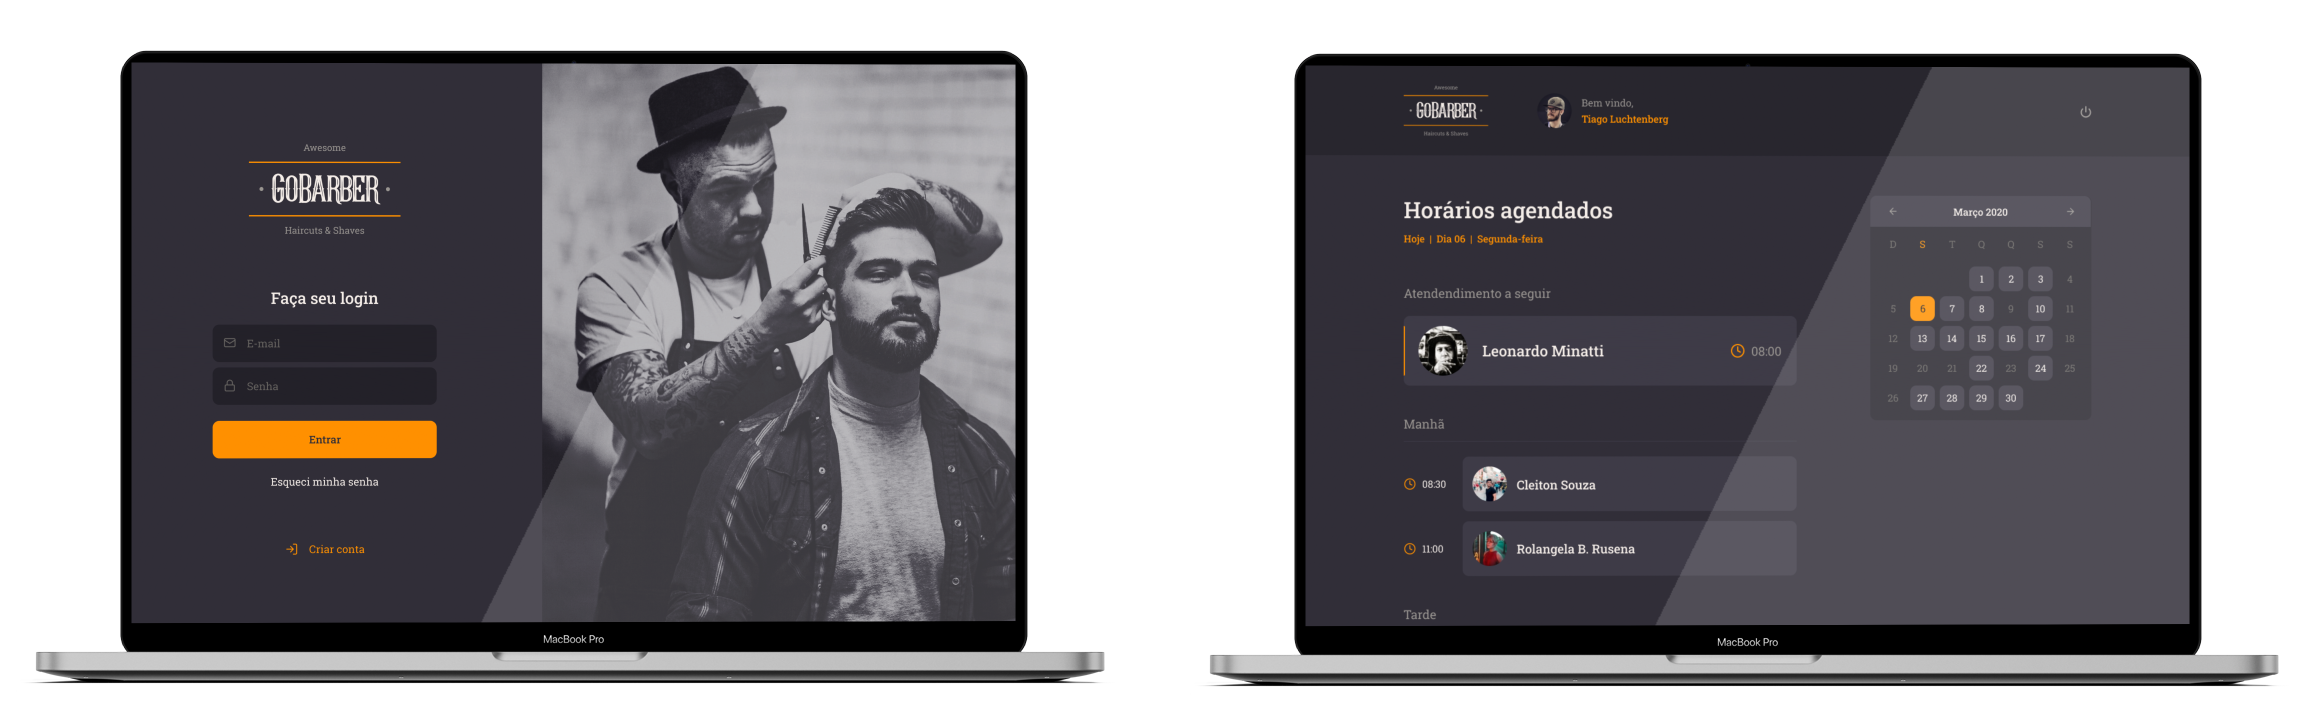 Awesome
· GOBARBER ·
Haircuts & Shaves
Faça seu login
E-mail
Senha
Entrar
Esqueci minha senha
Criar conta
MacBook Pro
Awesome
· GOBARBER ·
Haircuts & Shaves
Bem vindo,
Tiago Luchtenberg
Horários agendados
Hoje | Dia 06 | Segunda-feira
Atendendimento a seguir
Leonardo Minatti
08:00
Manhã
08:30 Cleiton Souza
11:00 Rolangela B. Rusena
Tarde
Março 2020
D S T Q Q S S
1 2 3 4
5 6 7 8 9 10 11
12 13 14 15 16 17 18
19 20 21 22 23 24 25
26 27 28 29 30
MacBook Pro